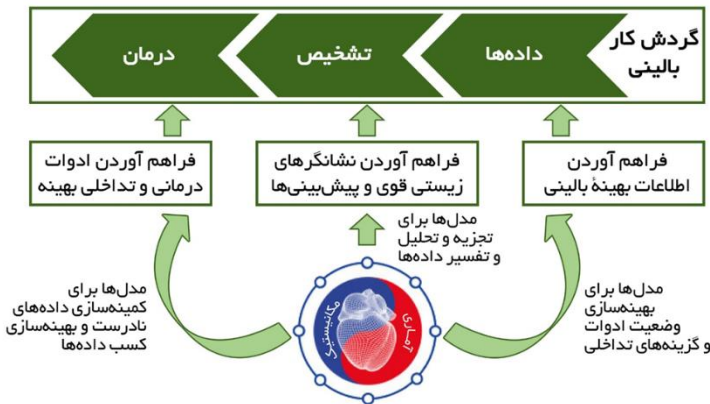 گردش کار
بالینی
داده‌ها
تشخیص
درمان
فراهم آوردن
اطلاعات بهینهٔ بالینی
فراهم آوردن نشانگرهای
زیستی قوی و پیش‌بینی‌ها
فراهم آوردن ادوات
درمانی و تداخلی بهینه
مدل‌ها برای
تجزیه و تحلیل
و تفسیر داده‌ها
مدل‌ها برای
بهینه‌سازی
وضعیت ادوات
و گزینه‌های تداخلی
مدل‌ها برای
کمینه‌سازی داده‌های
نادرست و بهینه‌سازی
کسب داده‌ها
آماری
مکانیستیک